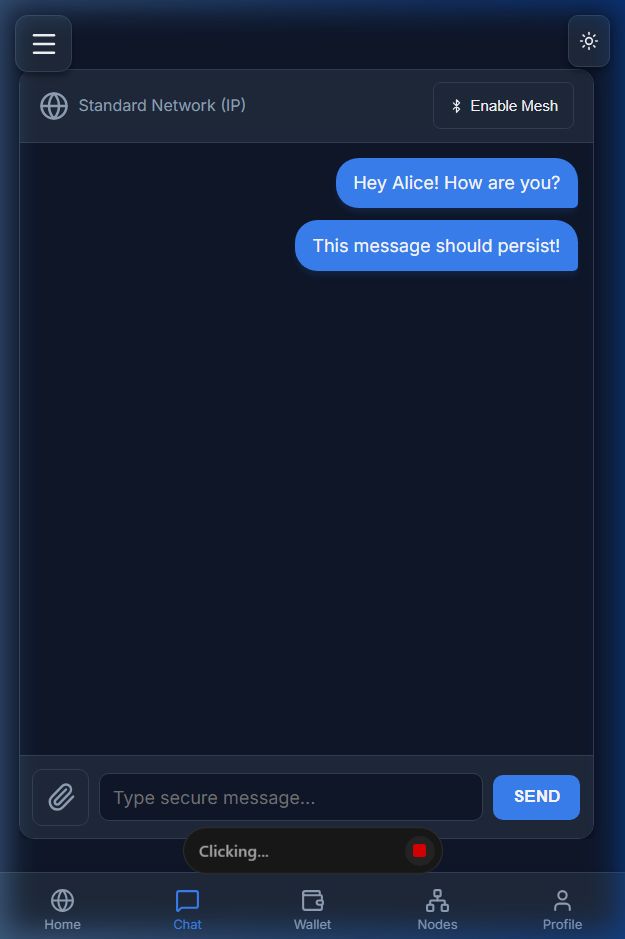 Standard Network (IP)
Enable Mesh
Hey Alice! How are you?
This message should persist!
Type secure message...
SEND
Clicking...
Home
Chat
Wallet
Nodes
Profile